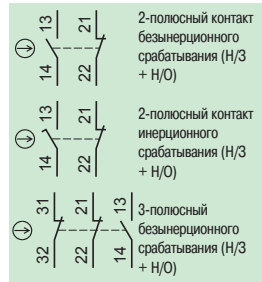 13
21
14
22
2-полюсный контакт
безынерционного
срабатывания (Н/З
+ Н/О)
13
21
14
22
2-полюсный контакт
инерционного
срабатывания (Н/З
+ Н/О)
31
21
13
32
22
14
3-полюсный
безынерционного
срабатывания (Н/З
+ Н/О)